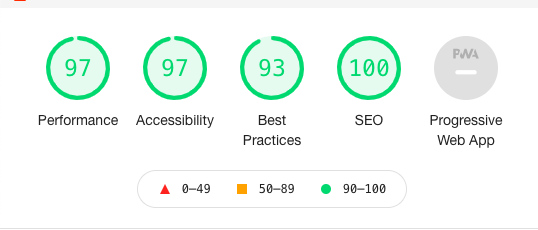 97 97 93 100 PWA
Performance Accessibility Best Practices SEO Progressive Web App
0–49 50–89 90–100